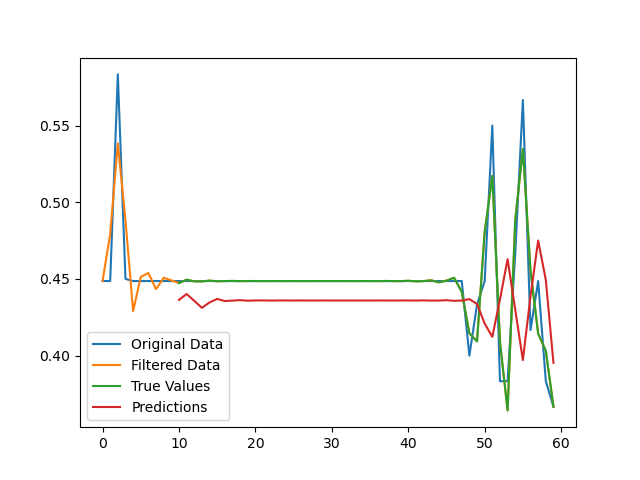 0.55
0.50
0.45
0.40
Original Data
Filtered Data
True Values
Predictions
0 10 20 30 40 50 60